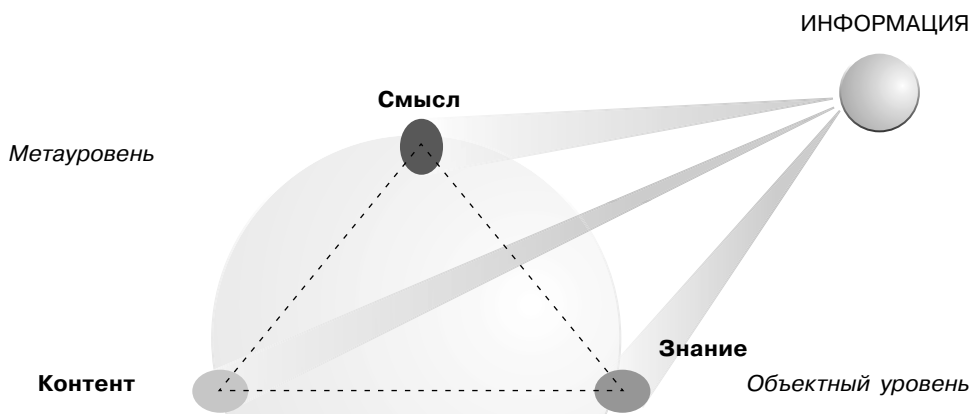 ИНФОРМАЦИЯ
Смысл
Метауровень
Знание
Контент
Объектный уровень